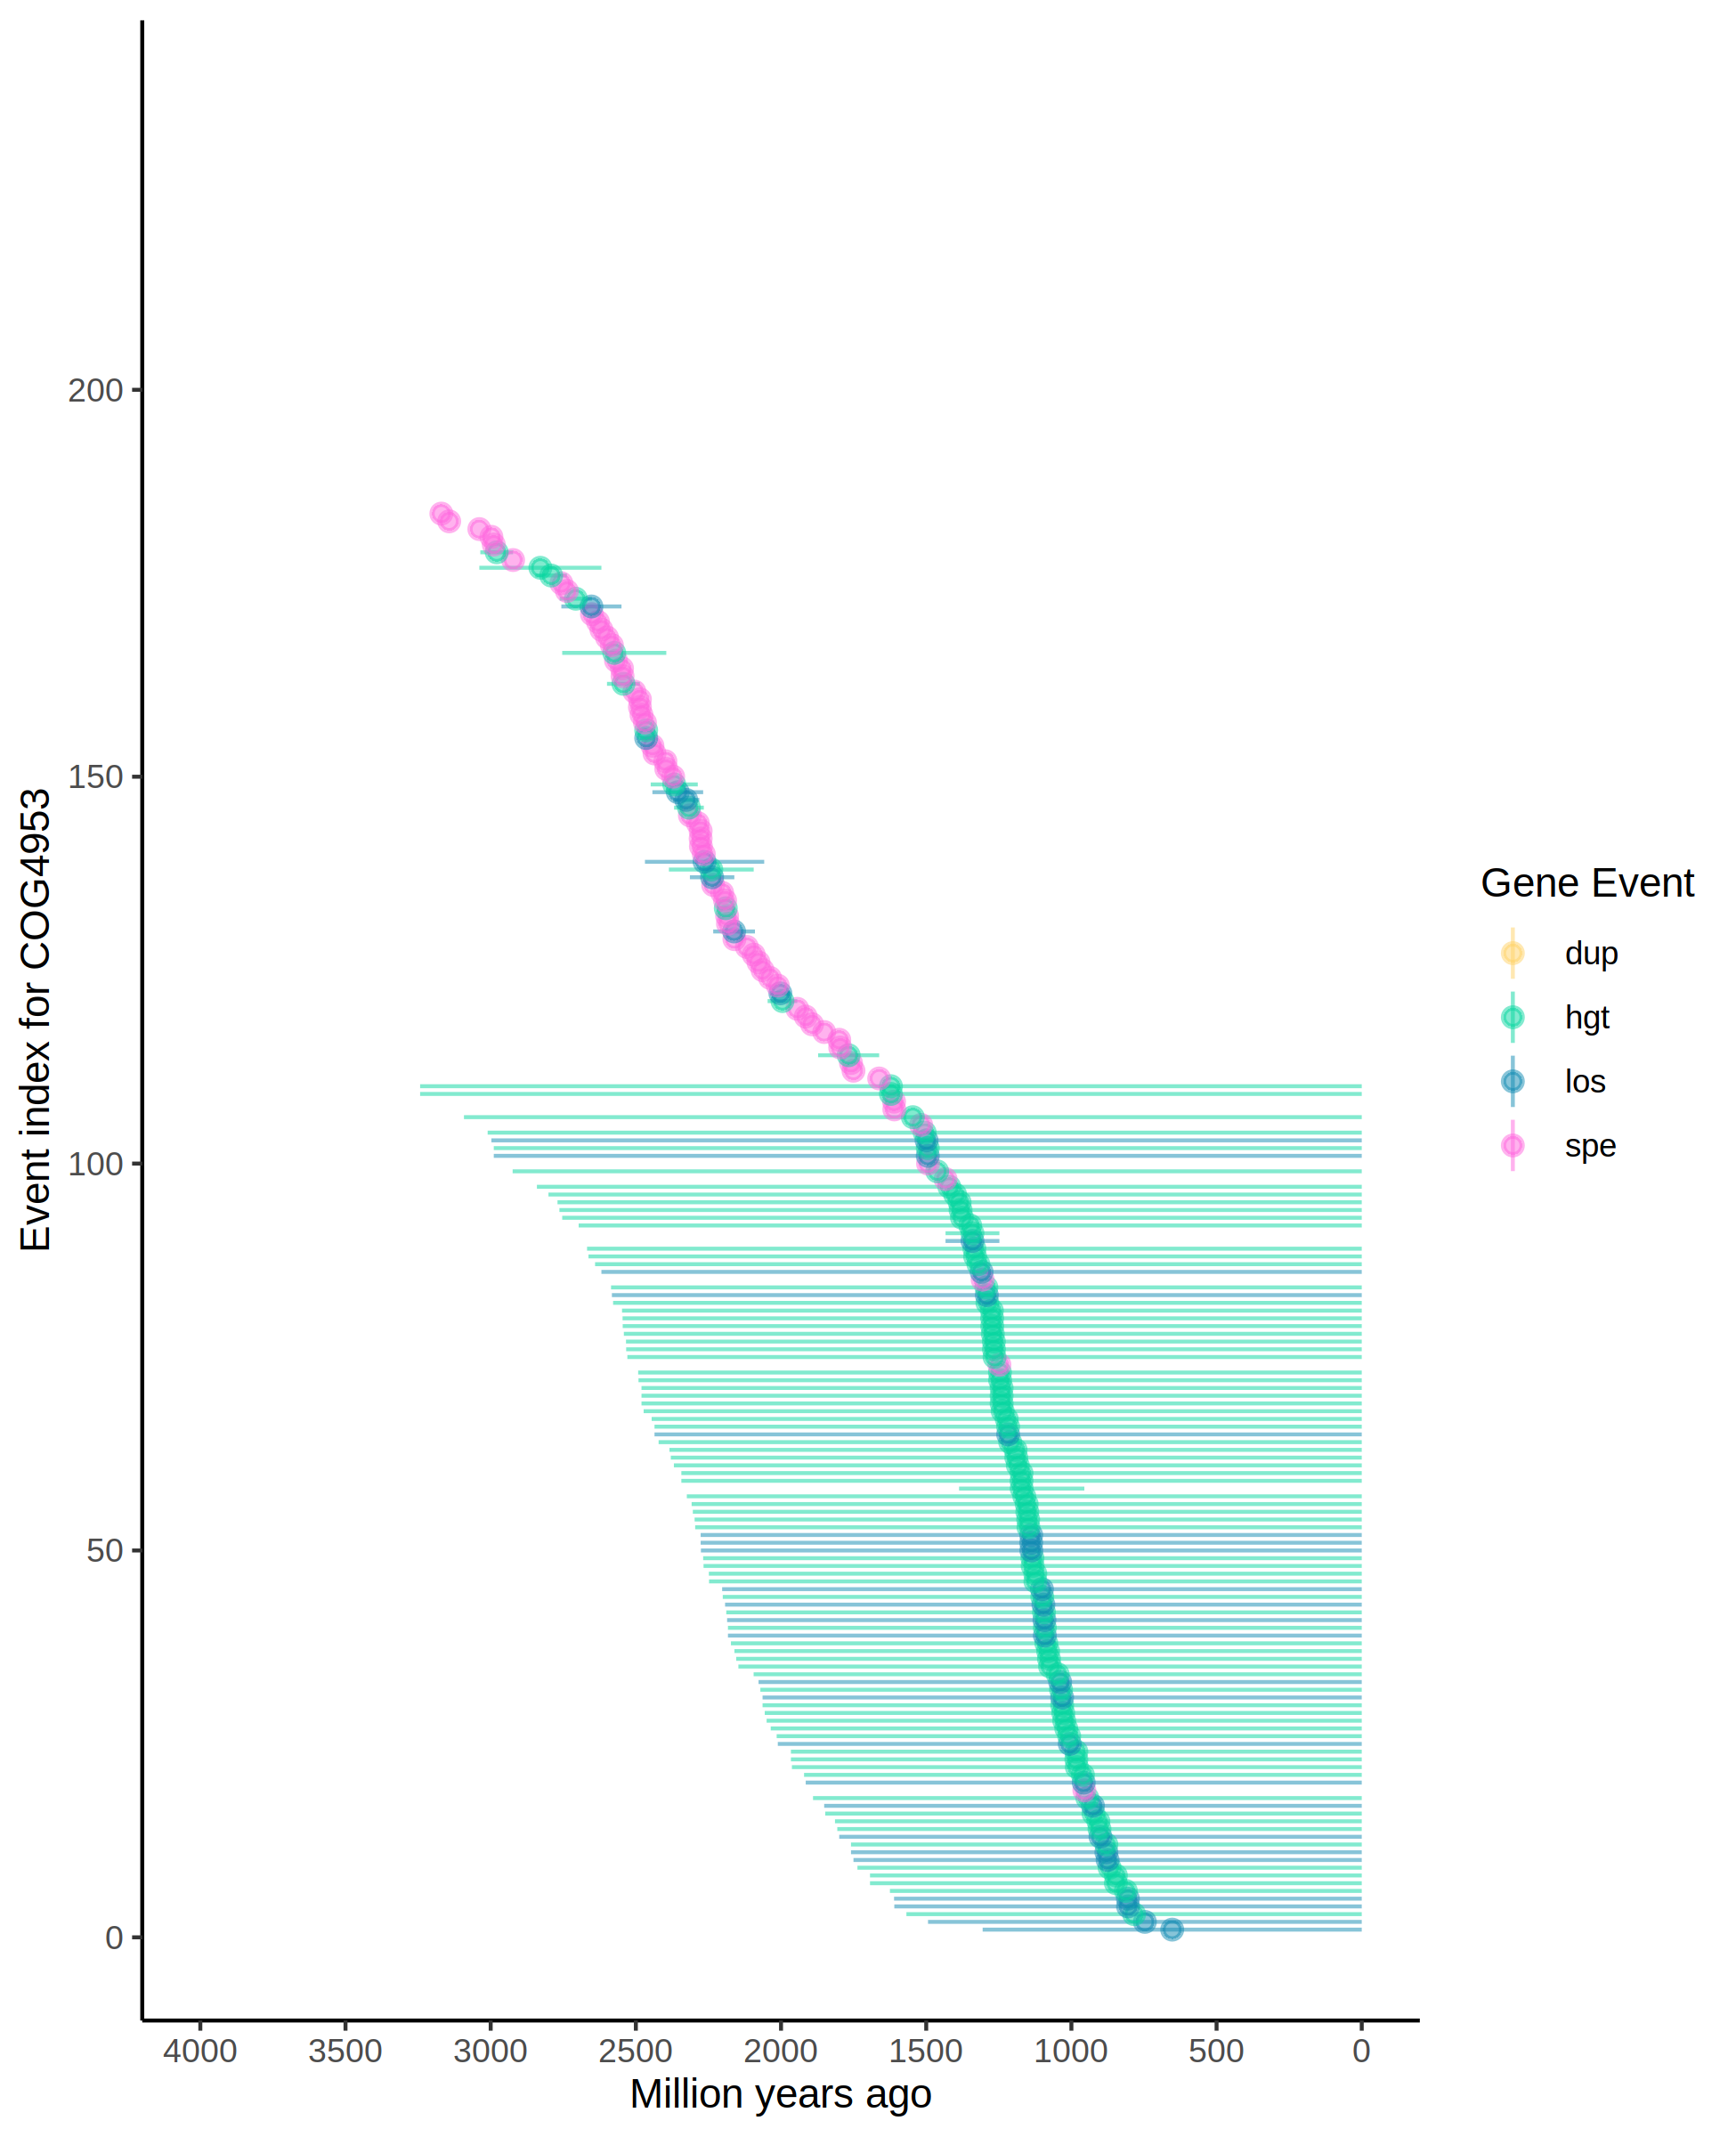 Event index for COG4953
200
150
100
50
0
4000 3500 3000 2500 2000 1500 1000 500 0
Million years ago
Gene Event
dup
hgt
los
spe